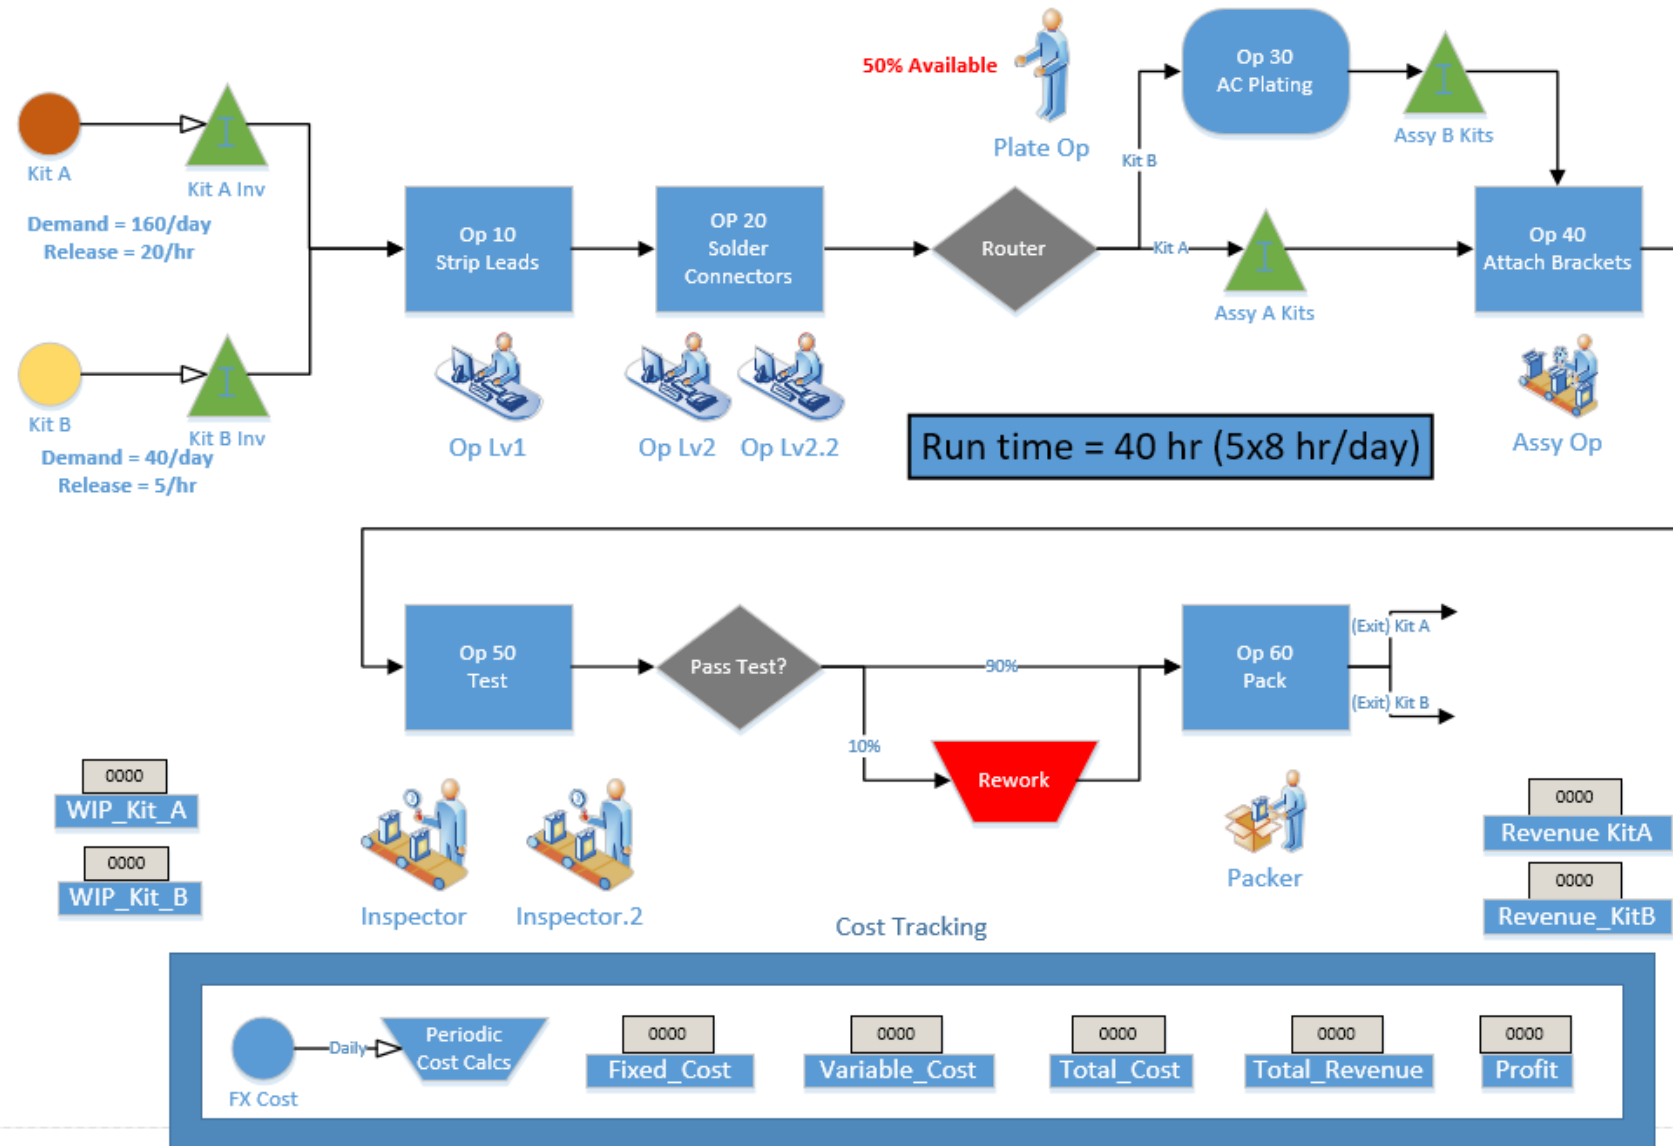 50% Available
Plate Op
Op 30
AC Plating
Assy B Kits
Kit B
Kit A
Kit A Inv
Demand = 160/day
Release = 20/hr
Op 10
Strip Leads
OP 20
Solder
Connectors
Router
Kit A
Assy A Kits
Op 40
Attach Brackets
Kit B
Kit B Inv
Demand = 40/day
Release = 5/hr
Op Lv1
Op Lv2
Op Lv2.2
Run time = 40 hr (5x8 hr/day)
Assy Op
Op 50
Test
Pass Test?
90%
10%
Rework
Op 60
Pack
(Exit) Kit A
(Exit) Kit B
0000
WIP_Kit_A
0000
WIP_Kit_B
Inspector
Inspector.2
Packer
0000
Revenue KitA
0000
Revenue_KitB
Cost Tracking
FX Cost
Daily
Periodic
Cost Calcs
0000
Fixed_Cost
0000
Variable_Cost
0000
Total_Cost
0000
Total_Revenue
0000
Profit